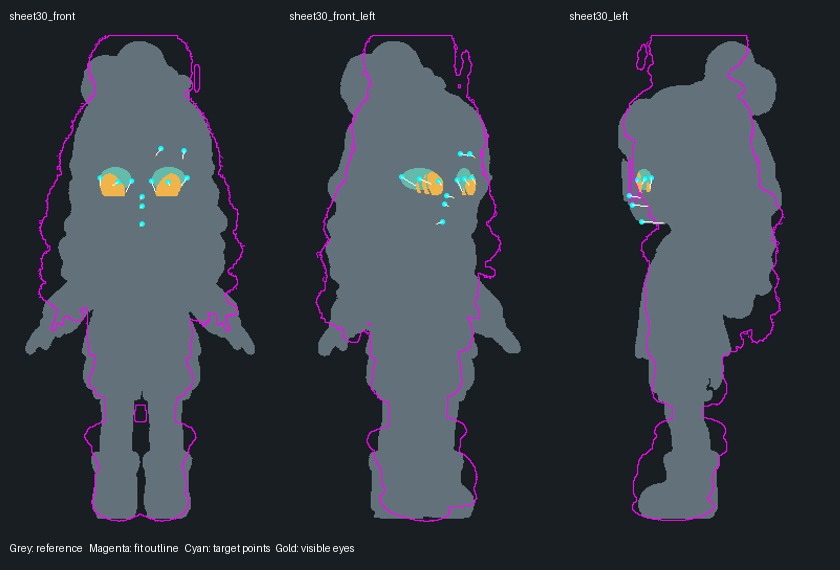 sheet30_front
sheet30_front_left
sheet30_left
Grey: reference Magenta: fit outline Cyan: target points Gold: visible eyes